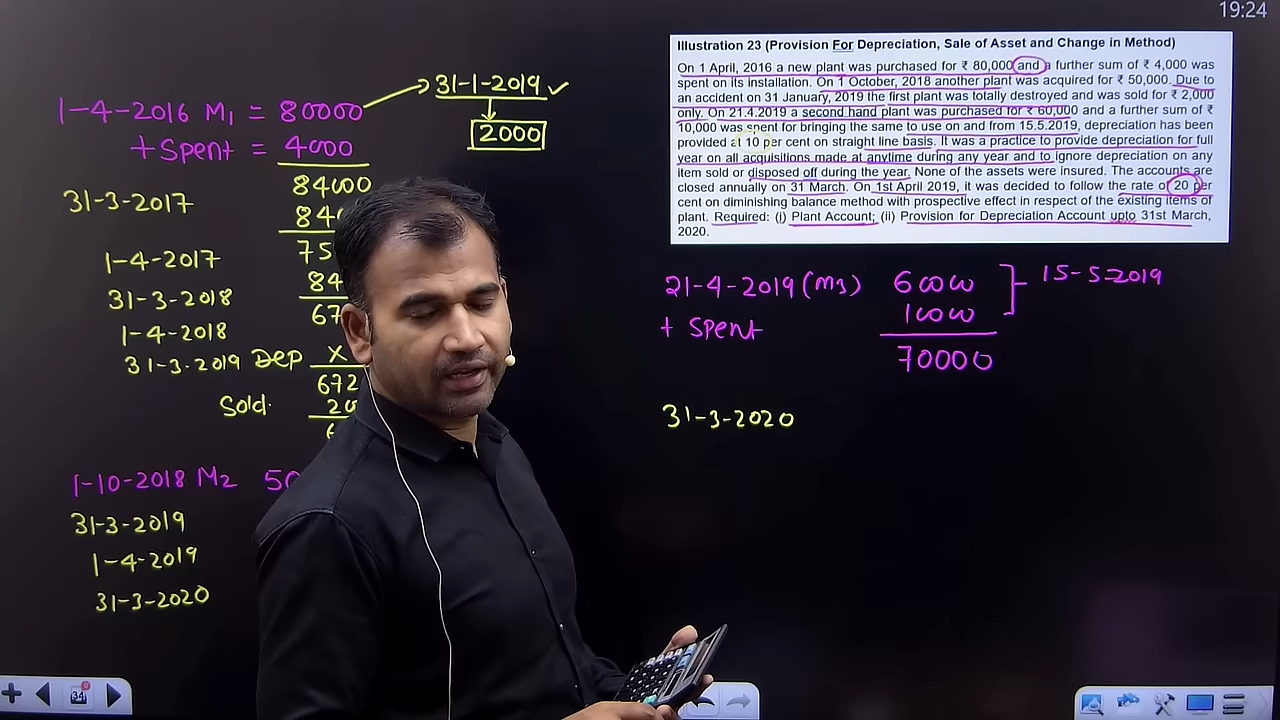 19:24
Illustration 23 (Provision For Depreciation, Sale of Asset and Change in Method)
On 1 April, 2016 a new plant was purchased for ₹ 80,000 and a further sum of ₹ 4,000 was
spent on its installation. On 1 October, 2018 another plant was acquired for ₹ 50,000. Due to
an accident on 31 January, 2019 the first plant was totally destroyed and was sold for ₹ 2,000
only. On 21.4.2019 a second hand plant was purchased for ₹ 60,000 and a further sum of ₹
10,000 was spent for bringing the same to use on and from 15.5.2019, depreciation has been
provided at 10 per cent on straight line basis. It was a practice to provide depreciation for full
year on all acquisitions made at anytime during any year and to ignore depreciation on any
item sold or disposed off during the year. None of the assets were insured. The accounts are
closed annually on 31 March. On 1st April 2019, it was decided to follow the rate of 20 per
cent on diminishing balance method with prospective effect in respect of the existing items of
plant. Required: (i) Plant Account; (ii) Provision for Depreciation Account upto 31st March,
2020.
1-4-2016 M1 = 80000
31-1-2019 ✓
2000
+ Spent = 4000
84000
31-3-2017
84
75
1-4-2017
84
31-3-2018
67
1-4-2018
31-3-2019 Dep X
672
Sold.
20
6
1-10-2018 M2 50
31-3-2019
1-4-2019
31-3-2020
21-4-2019 (M3) 60000 15-5-2019
+ Spent 10000
70000
31-3-2020
34